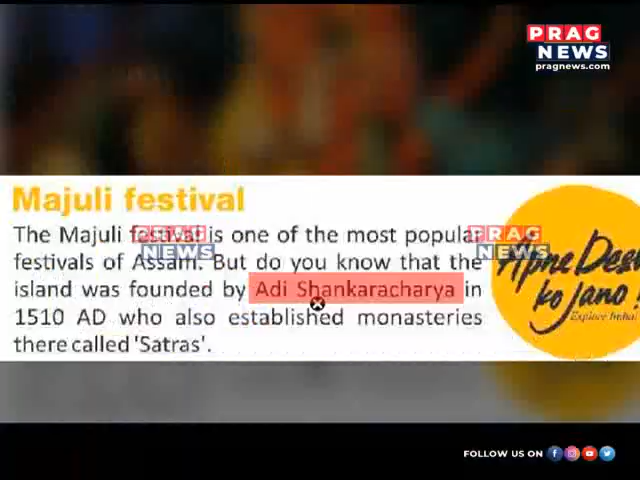 PRAG
NEWS
pragnews.com
Majuli festival
The Majuli festival is one of the most popular
festivals of Assam. But do you know that the
island was founded by Adi Shankaracharya in
1510 AD who also established monasteries
there called 'Satras'.
PRAG
NEWS
PRAG
NEWS
Apne Desh
ko Jano !
Explore India!
FOLLOW US ON